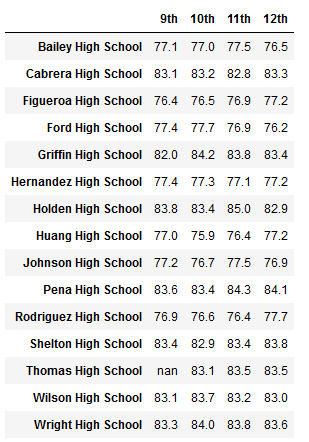 9th 10th 11th 12th
Bailey High School 77.1 77.0 77.5 76.5
Cabrera High School 83.1 83.2 82.8 83.3
Figueroa High School 76.4 76.5 76.9 77.2
Ford High School 77.4 77.7 76.9 76.2
Griffin High School 82.0 84.2 83.8 83.4
Hernandez High School 77.4 77.3 77.1 77.2
Holden High School 83.8 83.4 85.0 82.9
Huang High School 77.0 75.9 76.4 77.2
Johnson High School 77.2 76.7 77.5 76.9
Pena High School 83.6 83.4 84.3 84.1
Rodriguez High School 76.9 76.6 76.4 77.7
Shelton High School 83.4 82.9 83.4 83.8
Thomas High School nan 83.1 83.5 83.5
Wilson High School 83.1 83.7 83.2 83.0
Wright High School 83.3 84.0 83.8 83.6